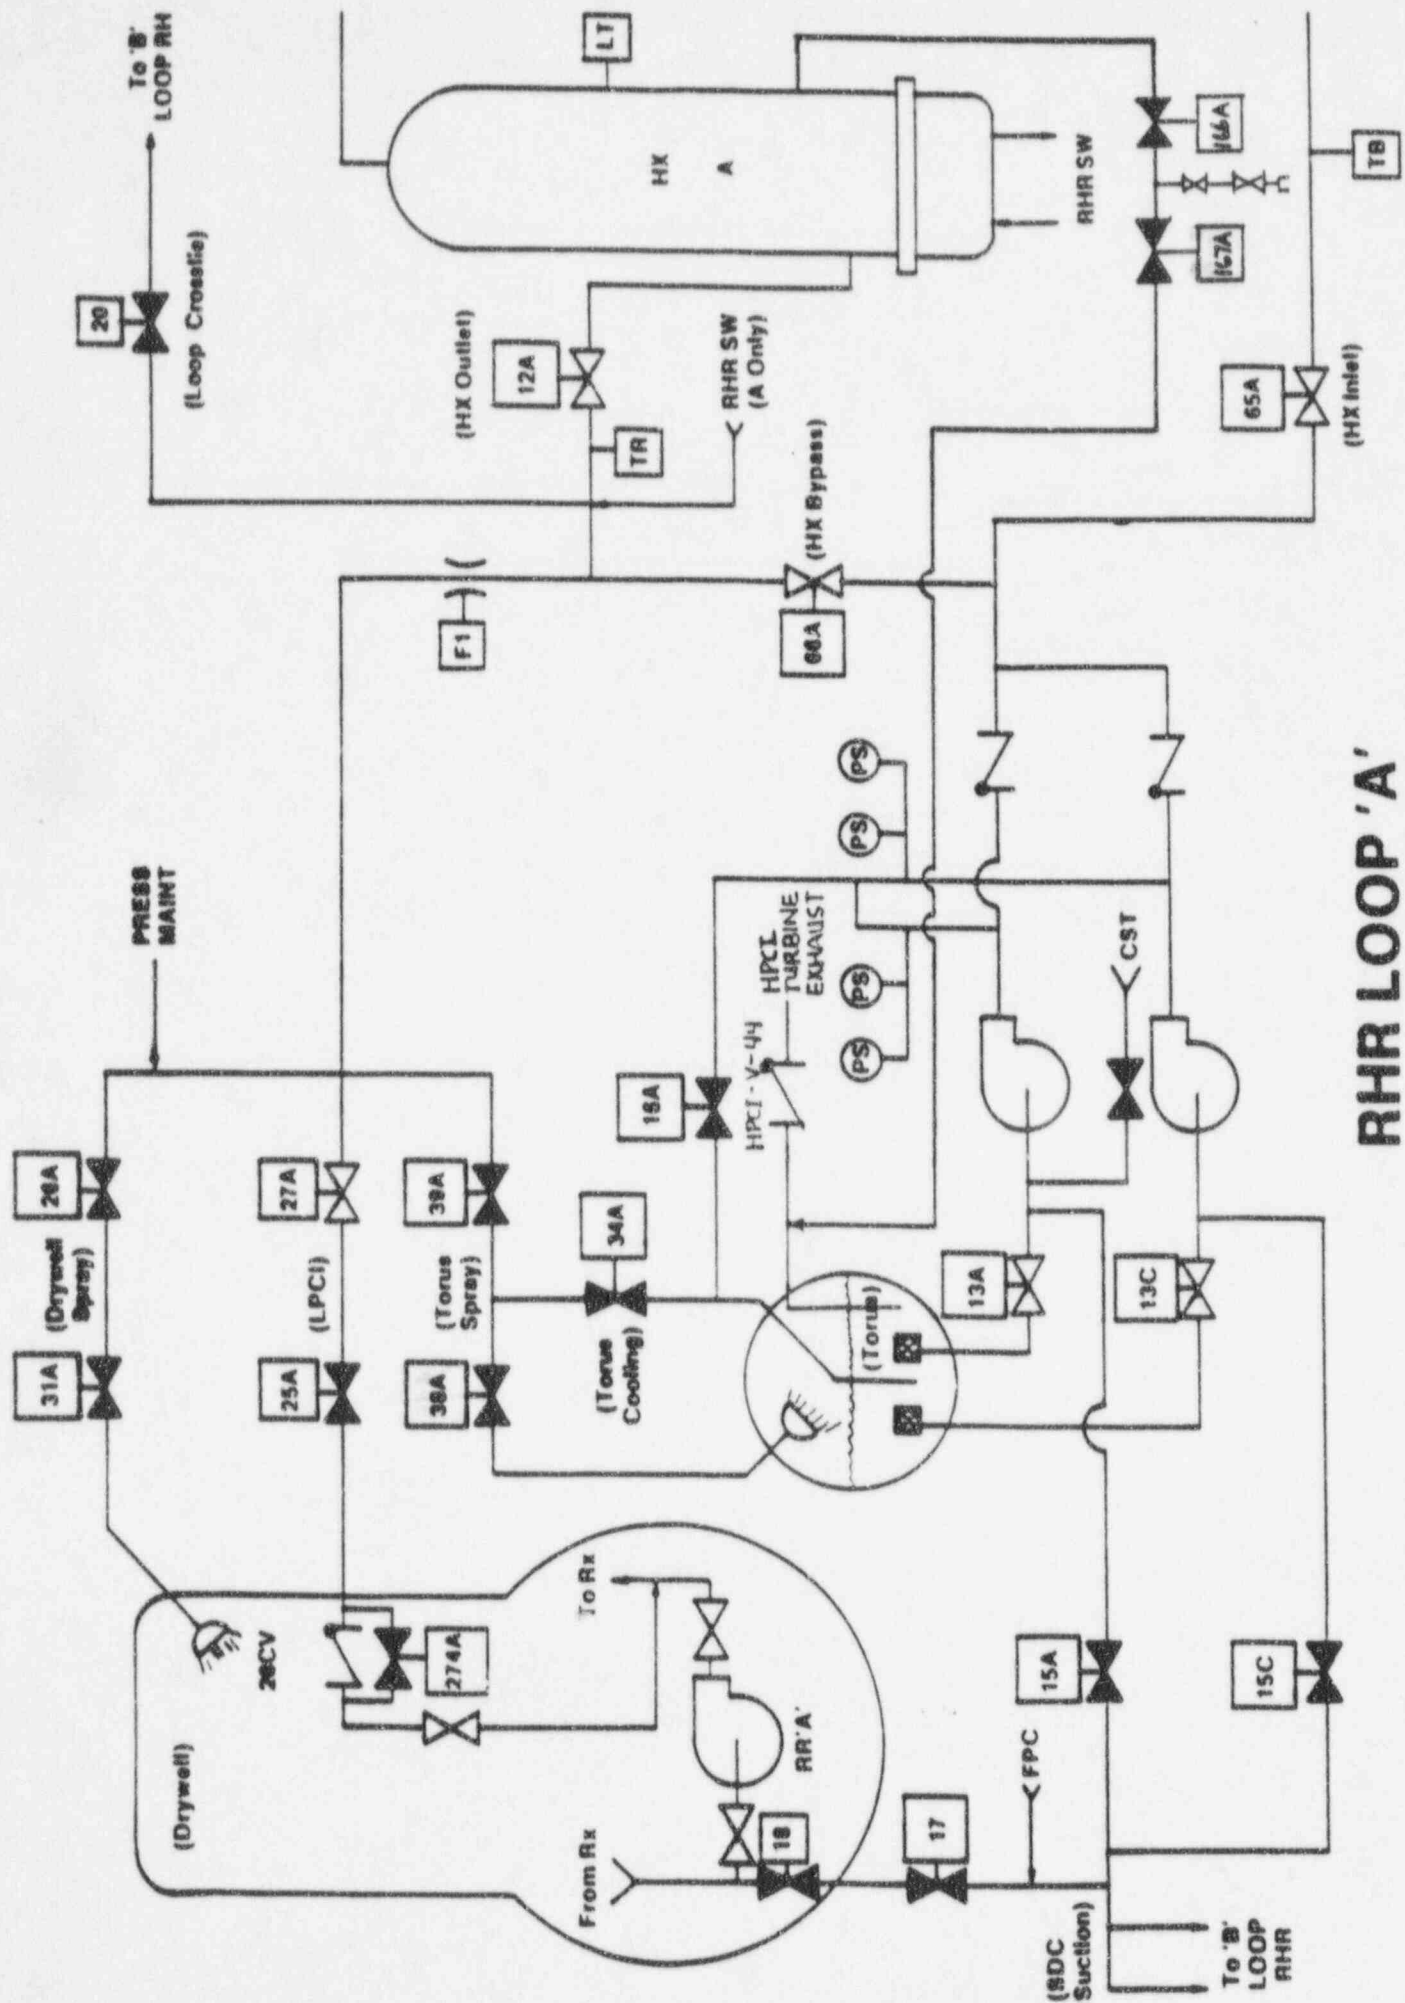 31A
26A
(Drywell
Spray)
PRESS
MAINT
20
(Loop Crosstie)
To 'B'
LOOP RH
(Drywell)
25A
(LPCI)
27A
274A
38A
(Torus
Spray)
39A
F1
(HX Outlet)
12A
TR
LT
HX
A
From Rx
To Rx
(Torus
Cooling)
34A
16A
RHR SW
(A Only)
RR'A'
18
HPCI-V-44
HPCI
TURBINE
EXHAUST
66A
(HX Bypass)
(Torus)
PS
PS
PS
PS
17
13A
CST
FPC
15A
RHR SW
(SDC
Suction)
13C
167A
166A
To 'B'
LOOP
RHR
15C
65A
(HX Inlet)
TB
RHR LOOP 'A'